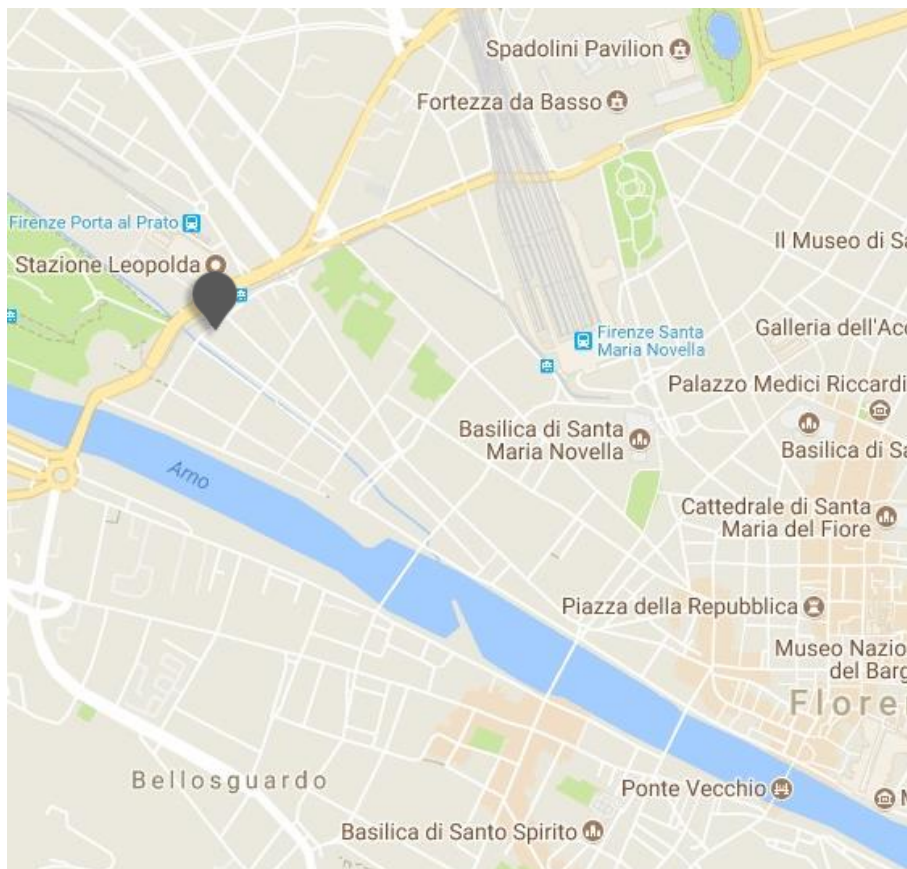 Spadolini Pavilion
Fortezza da Basso
Firenze Porta al Prato
Il Museo di Sa
Stazione Leopolda
Firenze Santa
Maria Novella
Galleria dell'Acc
Palazzo Medici Riccardi
Basilica di Santa
Maria Novella
Basilica di Sa
Arno
Cattedrale di Santa
Maria del Fiore
Piazza della Repubblica
Museo Nazio
del Barg
Floren
Bellosguardo
Ponte Vecchio
M
Basilica di Santo Spirito